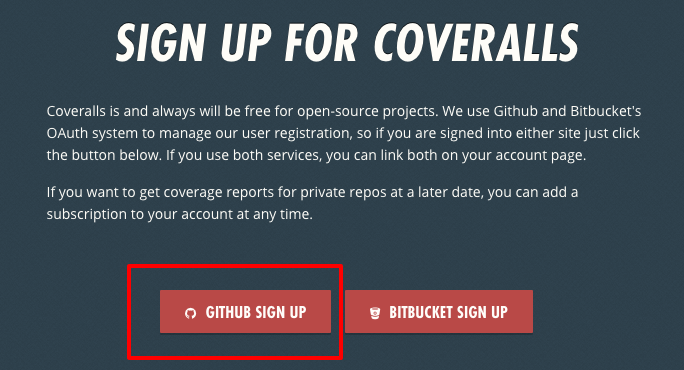 SIGN UP FOR COVERALLS
Coveralls is and always will be free for open-source projects. We use Github and Bitbucket's
OAuth system to manage our user registration, so if you are signed into either site just click
the button below. If you use both services, you can link both on your account page.
If you want to get coverage reports for private repos at a later date, you can add a
subscription to your account at any time.
GITHUB SIGN UP
BITBUCKET SIGN UP